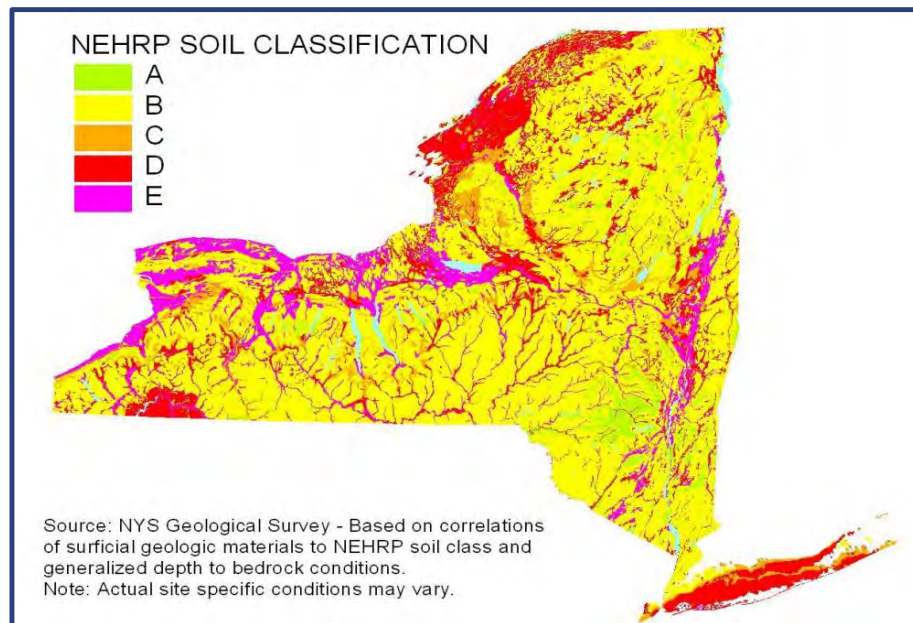 NEHRP SOIL CLASSIFICATION
A
B
C
D
E
Source: NYS Geological Survey - Based on correlations
of surficial geologic materials to NEHRP soil class and
generalized depth to bedrock conditions.
Note: Actual site specific conditions may vary.